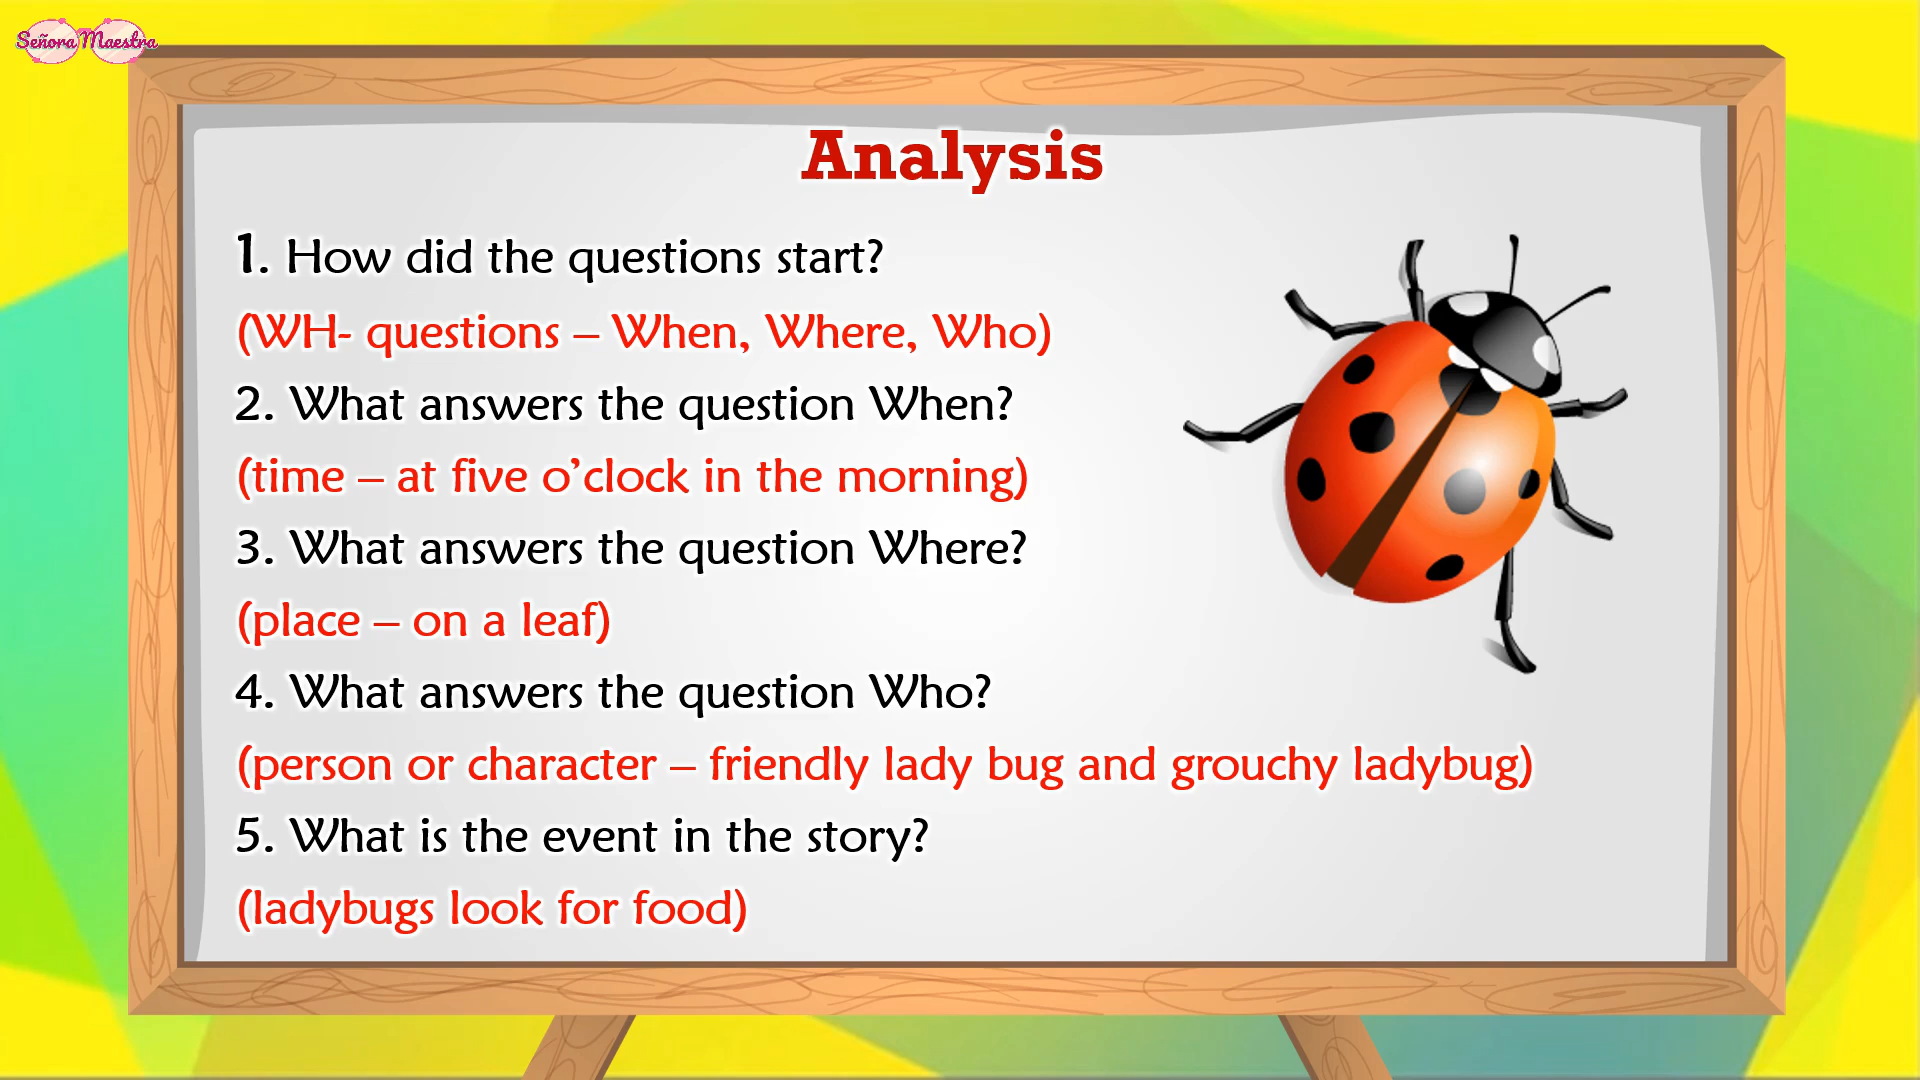 Señora Maestra
Analysis
1. How did the questions start?
(WH- questions – When, Where, Who)
2. What answers the question When?
(time – at five o’clock in the morning)
3. What answers the question Where?
(place – on a leaf)
4. What answers the question Who?
(person or character – friendly lady bug and grouchy ladybug)
5. What is the event in the story?
(ladybugs look for food)